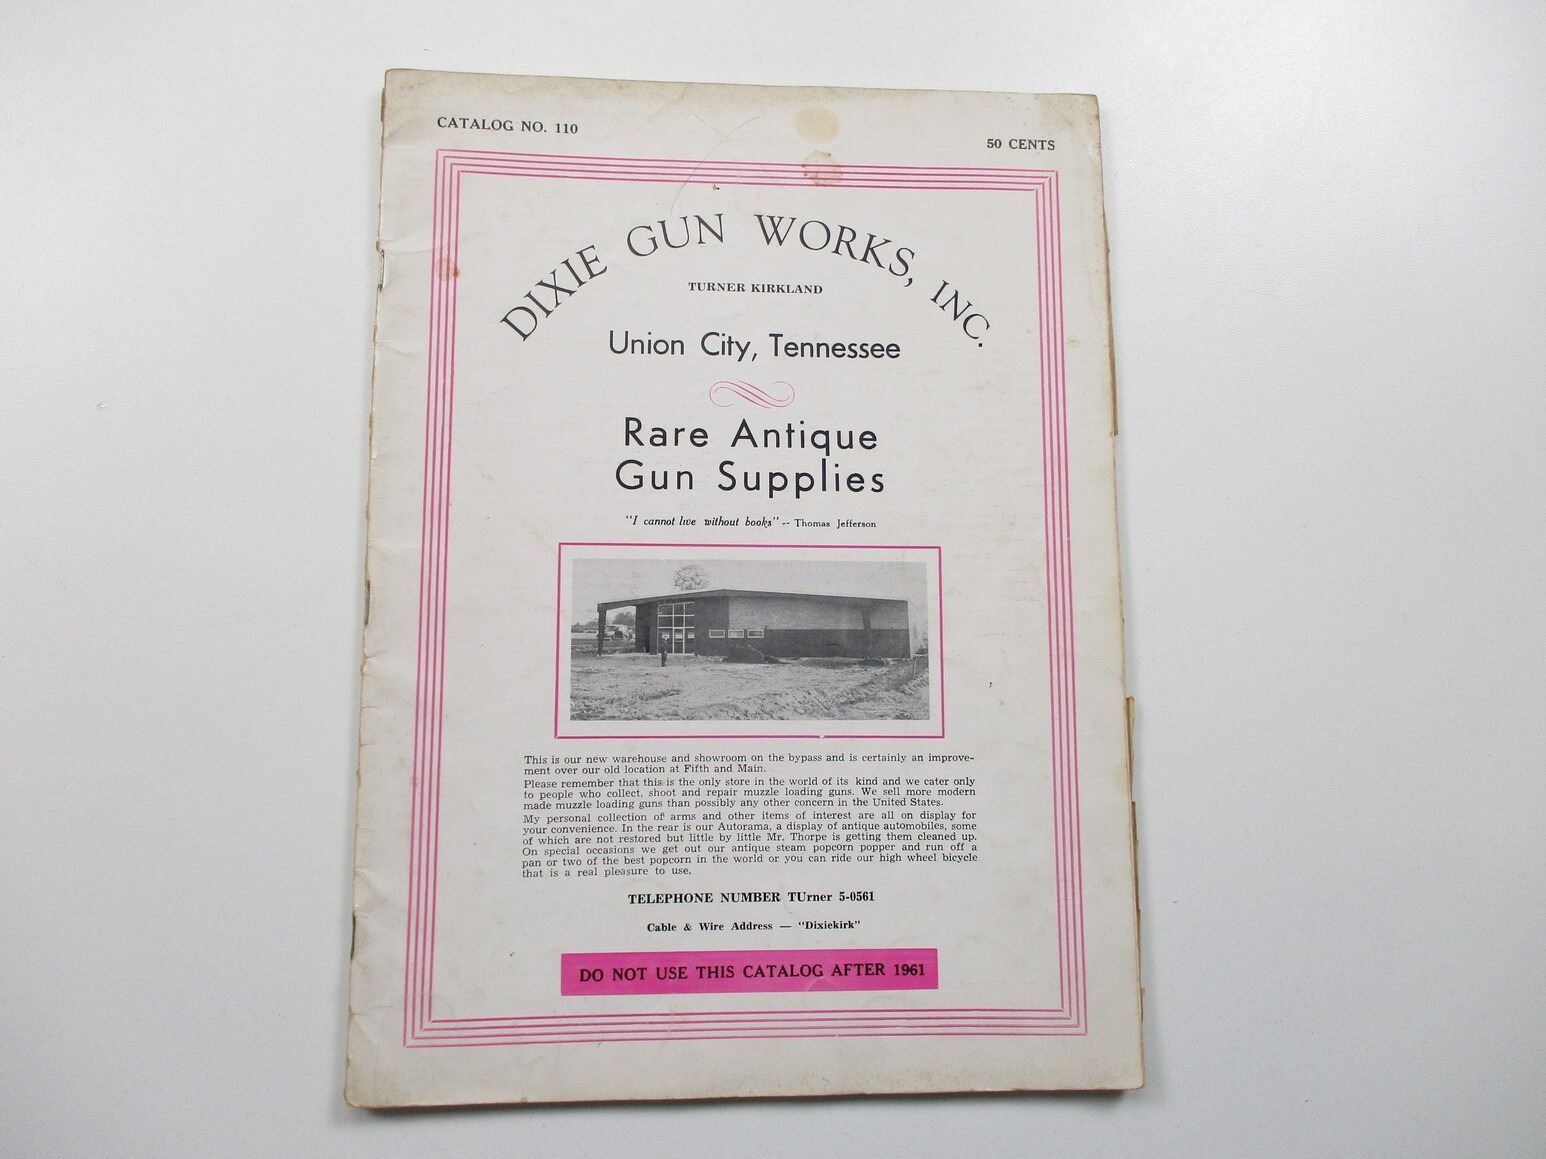 CATALOG NO. 110
50 CENTS
DIXIE GUN WORKS, INC.
TURNER KIRKLAND
Union City, Tennessee
Rare Antique
Gun Supplies
"I cannot live without books" -- Thomas Jefferson
This is our new warehouse and showroom on the bypass and is certainly an improve-
ment over our old location at Fifth and Main.
Please remember that this is the only store in the world of its kind and we cater only
to people who collect, shoot and repair muzzle loading guns. We sell more modern
made muzzle loading guns than possibly any other concern in the United States.
My personal collection of arms and other items of interest are all on display for
your convenience. In the rear is our Autorama, a display of antique automobiles, some
of which are not restored but little by little Mr. Thorpe is getting them cleaned up.
On special occasions we get out our antique steam popcorn popper and run off a
pan or two of the best popcorn in the world or you can ride our high wheel bicycle
that is a real pleasure to use.
TELEPHONE NUMBER TUrner 5-0561
Cable & Wire Address — "Dixiekirk"
DO NOT USE THIS CATALOG AFTER 1961